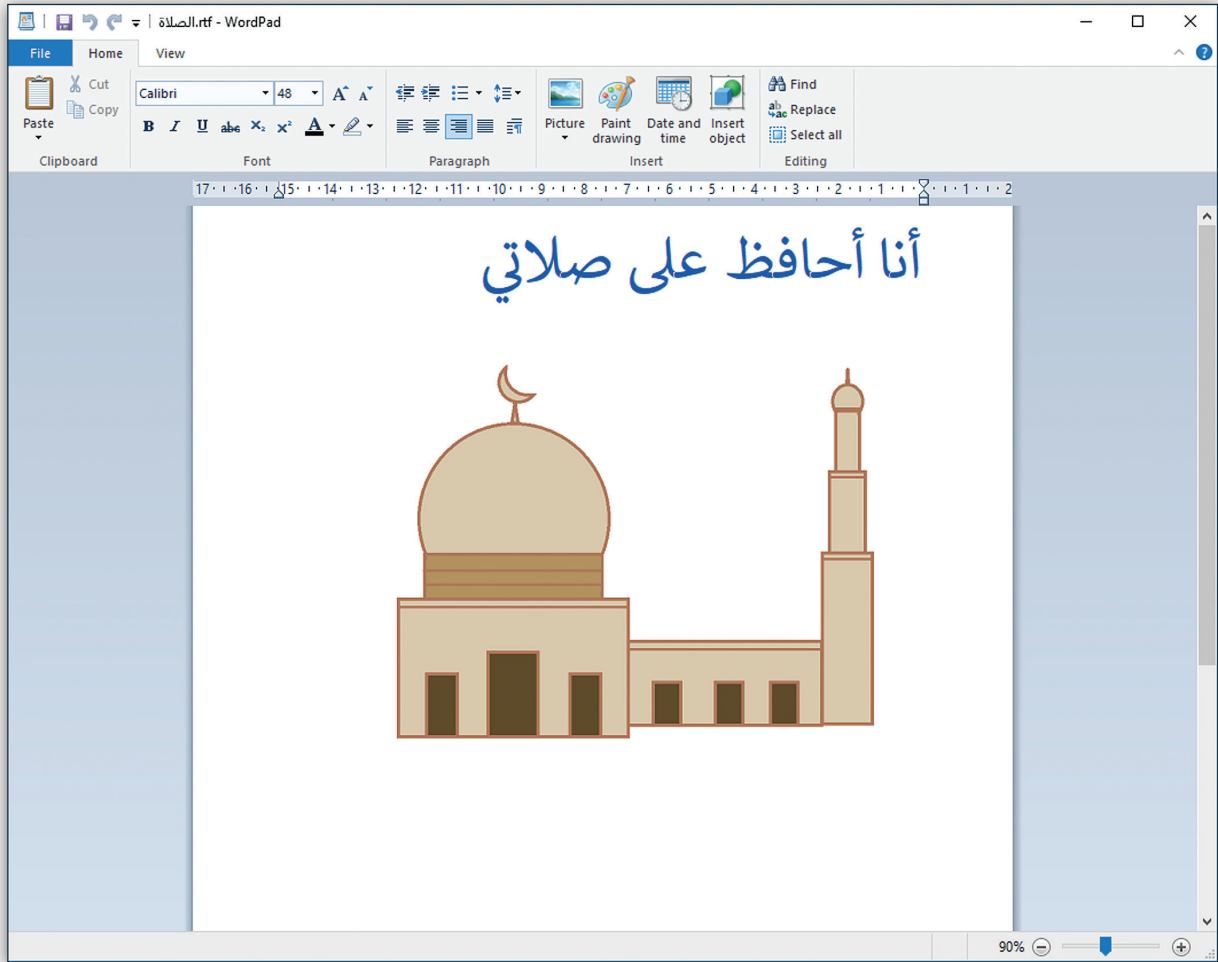 الصلاة.rtf - WordPad
File Home View
Paste
Cut
Copy
Clipboard
Calibri 48
B I U abc X₂ X² A
Font
Paragraph
Picture
Paint drawing
Date and time
Insert object
Insert
Find
Replace
Select all
Editing
17 16 15 14 13 12 11 10 9 8 7 6 5 4 3 2 1 1 2
أنا أحافظ على صلاتي
90%